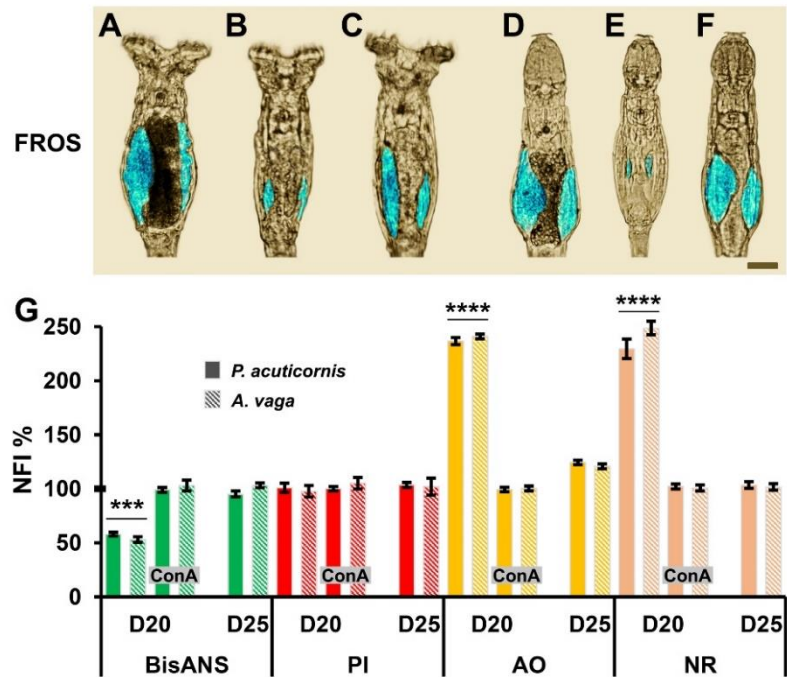 A B C D E F
FROS
G
****
****
250
P. acuticornis
A. vaga
200
NFI %
150
100
***
50
ConA ConA ConA ConA
0
D20 D25 D20 D25 D20 D25 D20 D25
BisANS PI AO NR